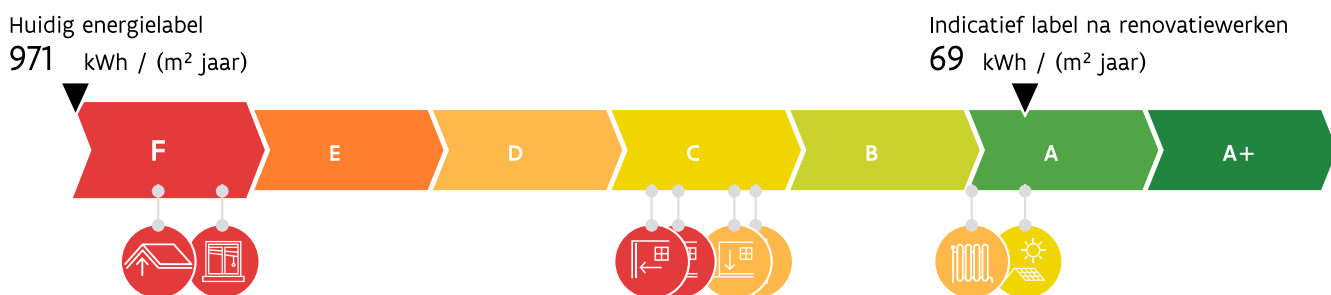 Huidig energielabel
971 kWh / (m² jaar)
Indicatief label na renovatiewerken
69 kWh / (m² jaar)
F E D C B A A+